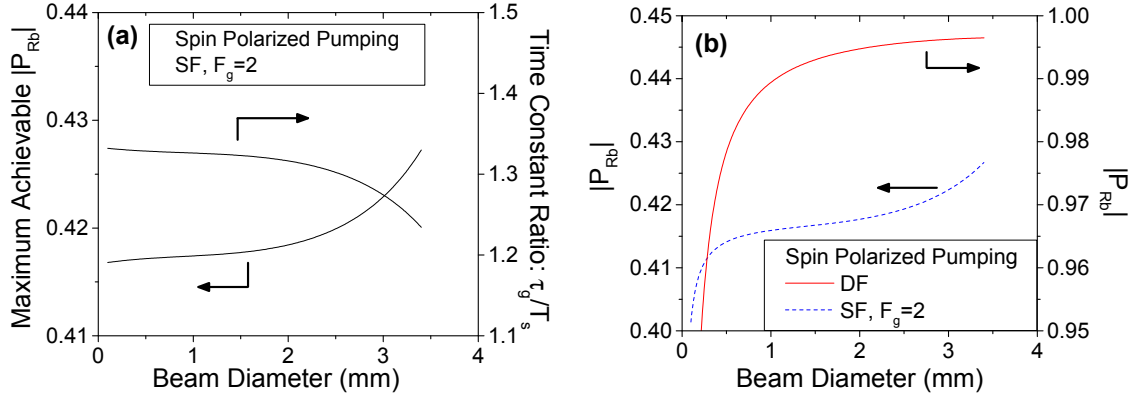 (a)
Spin Polarized Pumping
SF, F_g=2
Maximum Achievable |P_Rb|
0.44
0.43
0.42
0.41
0 1 2 3 4
Beam Diameter (mm)
1.5
1.4
1.3
1.2
1.1
Time Constant Ratio: τ_g/T_s
(b)
|P_Rb|
0.45
0.44
0.43
0.42
0.41
0.40
Spin Polarized Pumping
DF
SF, F_g=2
0 1 2 3 4
Beam Diameter (mm)
1.00
0.99
0.98
0.97
0.96
0.95
|P_Rb|